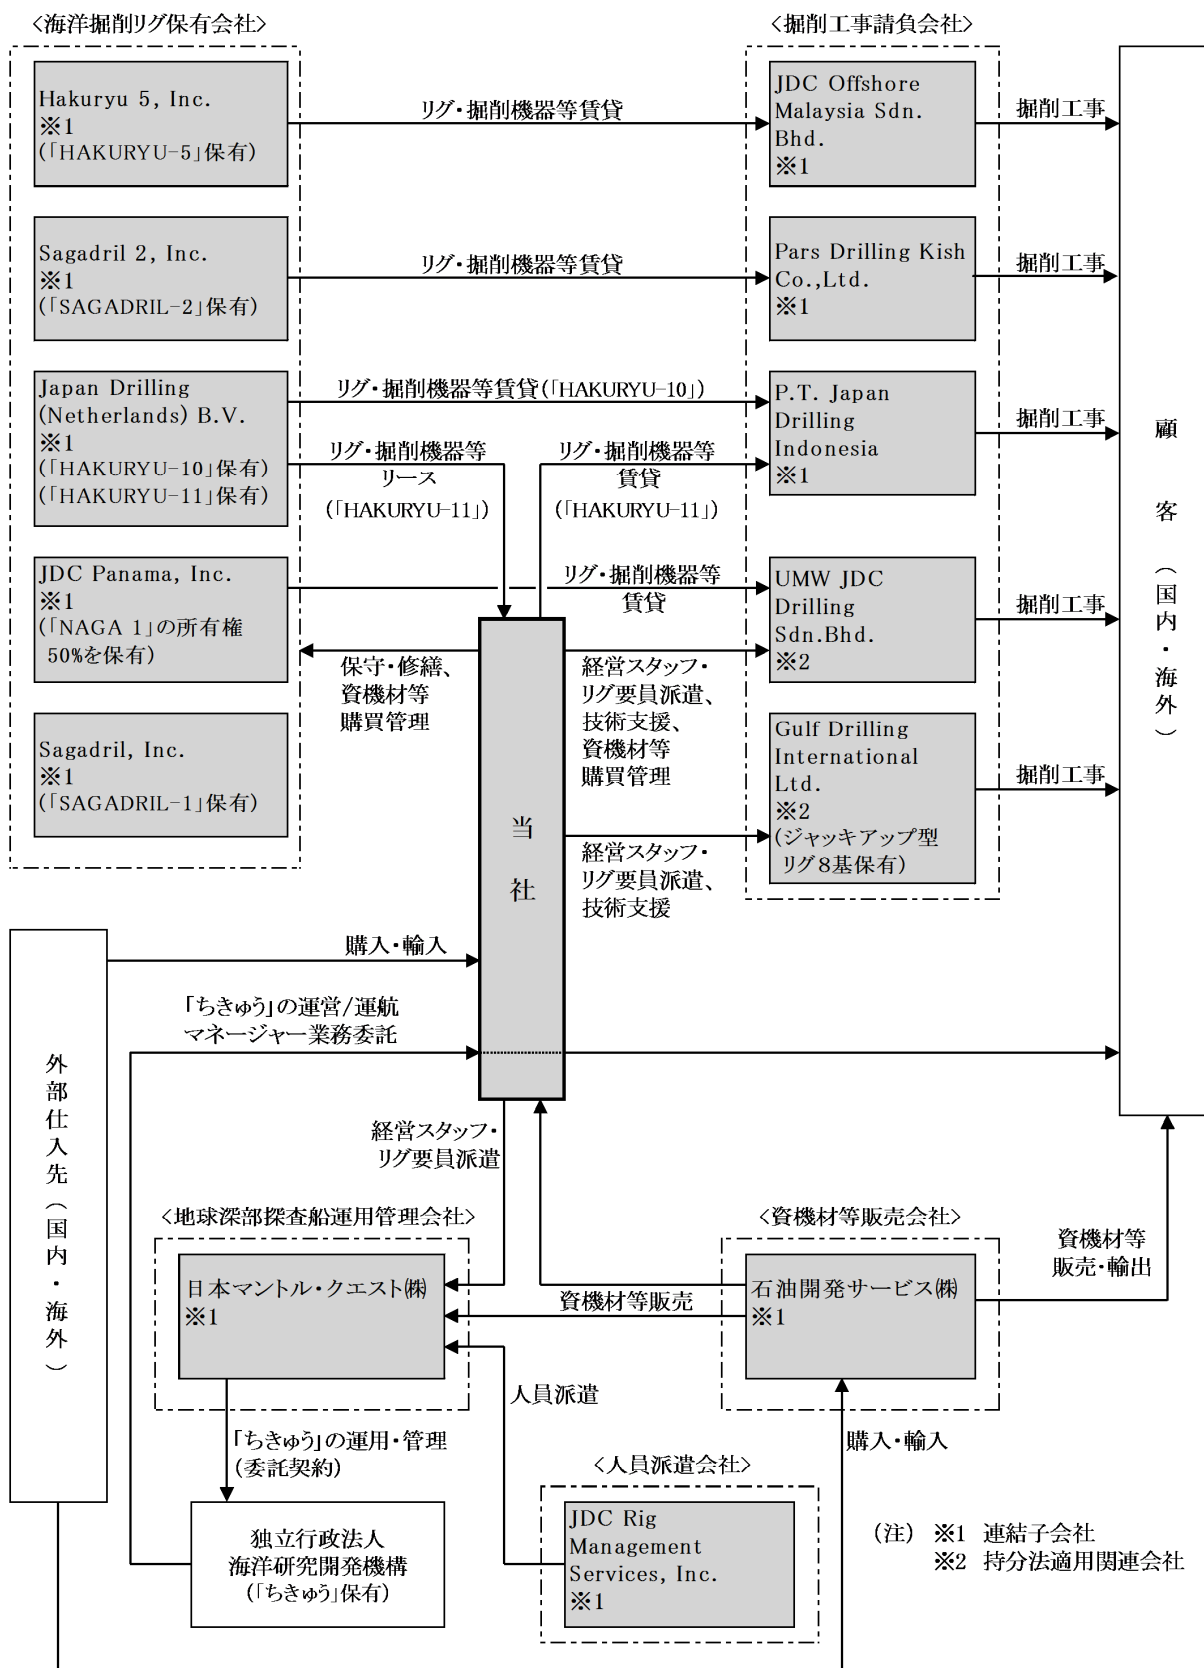 <海洋掘削リグ保有会社>
<掘削工事請負会社>
Hakuryu 5, Inc.
※1
(「HAKURYU-5」保有)
リグ・掘削機器等賃貸
JDC Offshore
Malaysia Sdn.
Bhd.
※1
掘削工事
Sagadril 2, Inc.
※1
(「SAGADRIL-2」保有)
リグ・掘削機器等賃貸
Pars Drilling Kish
Co.,Ltd.
※1
掘削工事
Japan Drilling
(Netherlands) B.V.
※1
(「HAKURYU-10」保有)
(「HAKURYU-11」保有)
リグ・掘削機器等賃貸(「HAKURYU-10」)
リグ・掘削機器等
リース
(「HAKURYU-11」)
リグ・掘削機器等
賃貸
(「HAKURYU-11」)
P.T. Japan
Drilling
Indonesia
※1
掘削工事
JDC Panama, Inc.
※1
(「NAGA 1」の所有権
50%を保有)
リグ・掘削機器等
賃貸
UMW JDC
Drilling
Sdn.Bhd.
※2
掘削工事
保守・修繕、
資機材等
購買管理
経営スタッフ・
リグ要員派遣、
技術支援、
資機材等
購買管理
Sagadril, Inc.
※1
(「SAGADRIL-1」保有)
Gulf Drilling
International
Ltd.
※2
(ジャッキアップ型
リグ8基保有)
掘削工事
経営スタッフ・
リグ要員派遣、
技術支援
当社
顧客(国内・海外)
外部仕入先(国内・海外)
購入・輸入
「ちきゅう」の運営/運航
マネージャー業務委託
経営スタッフ・
リグ要員派遣
<地球深部探査船運用管理会社>
<資機材等販売会社>
日本マントル・クエスト㈱
※1
資機材等販売
石油開発サービス㈱
※1
資機材等
販売・輸出
人員派遣
「ちきゅう」の運用・管理
(委託契約)
購入・輸入
<人員派遣会社>
独立行政法人
海洋研究開発機構
(「ちきゅう」保有)
JDC Rig
Management
Services, Inc.
※1
(注) ※1 連結子会社
※2 持分法適用関連会社